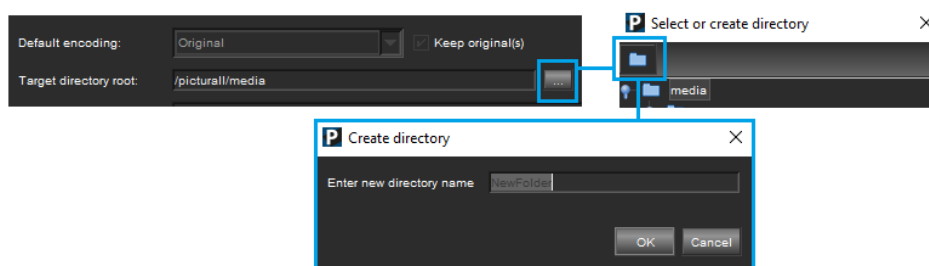 Default encoding: Original Keep original(s)
Target directory root: /picturall/media ...
P Select or create directory
media
P Create directory
Enter new directory name NewFolder
OK Cancel